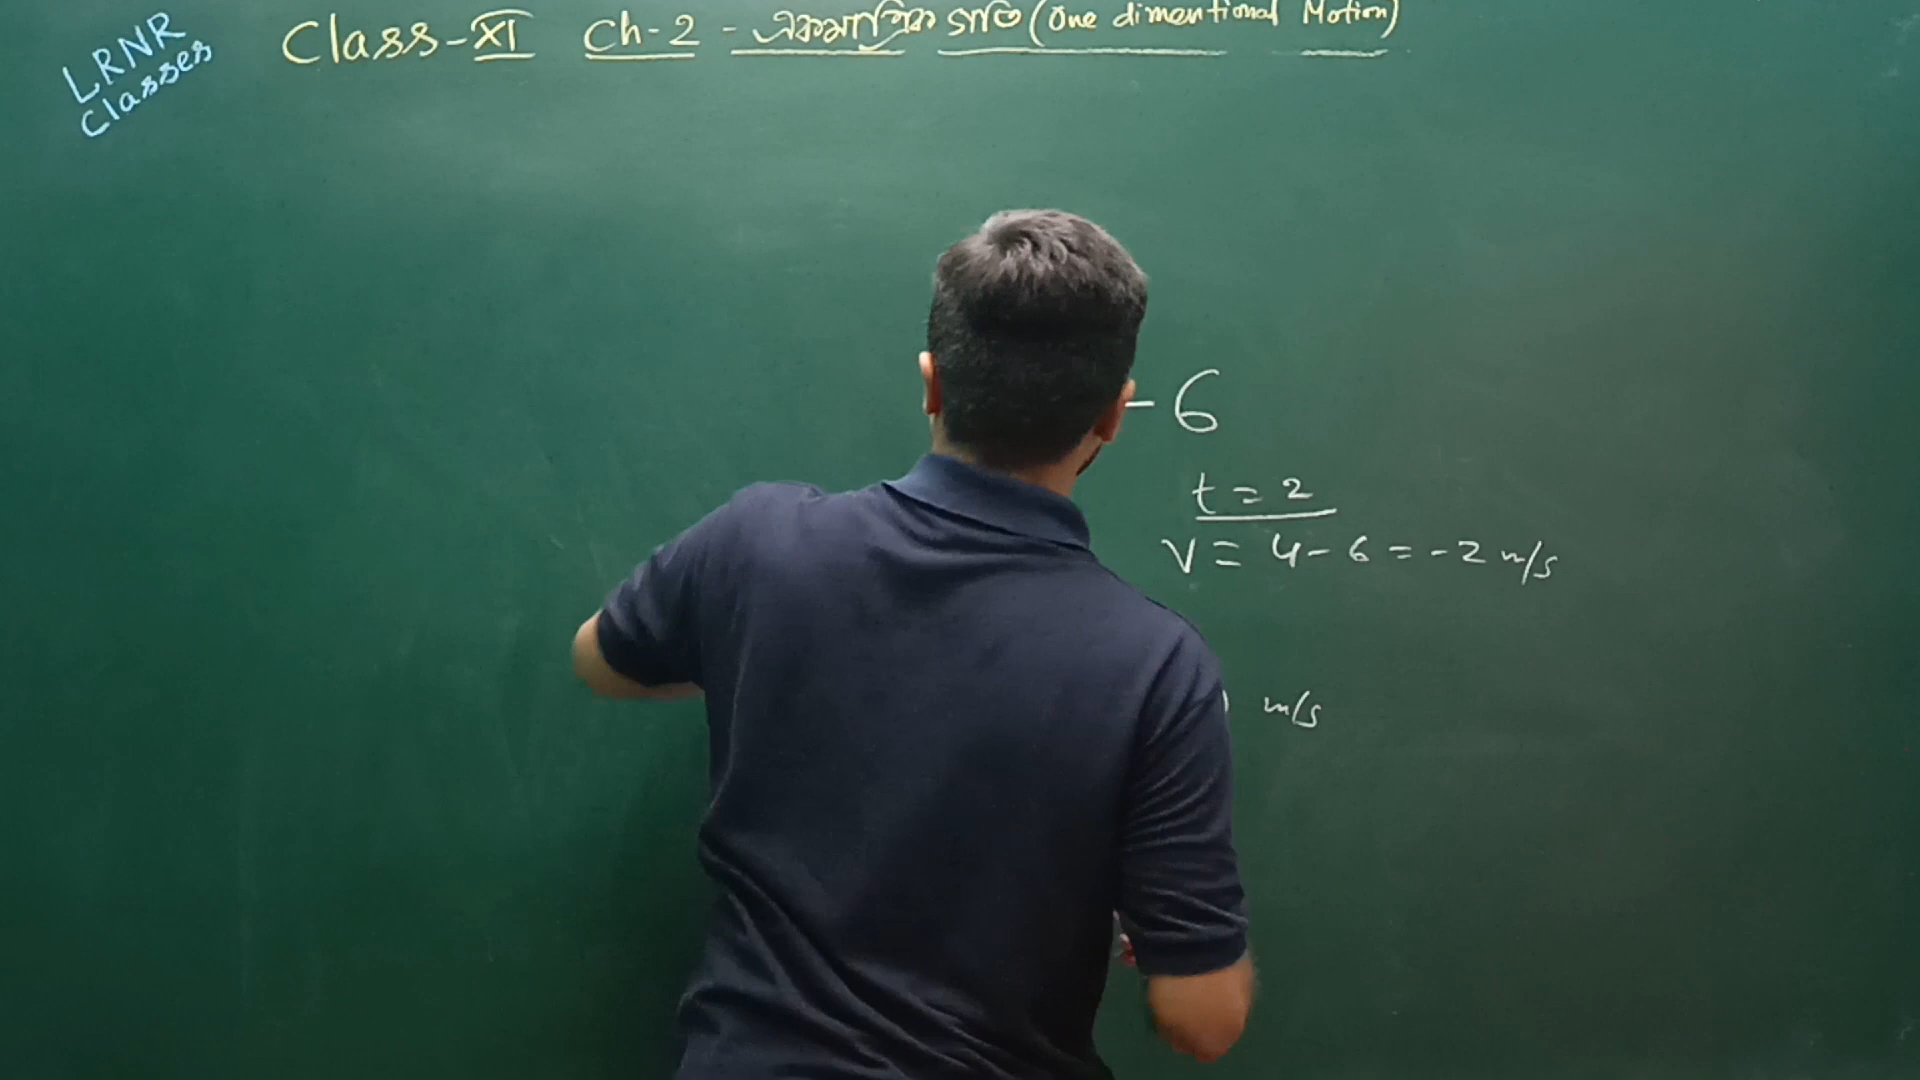 LRNR
Classes
Class-XI Ch-2 - একমাত্রিক গতি (One dimentional Motion)
- 6
t = 2
V = 4 - 6 = -2 m/s
m/s